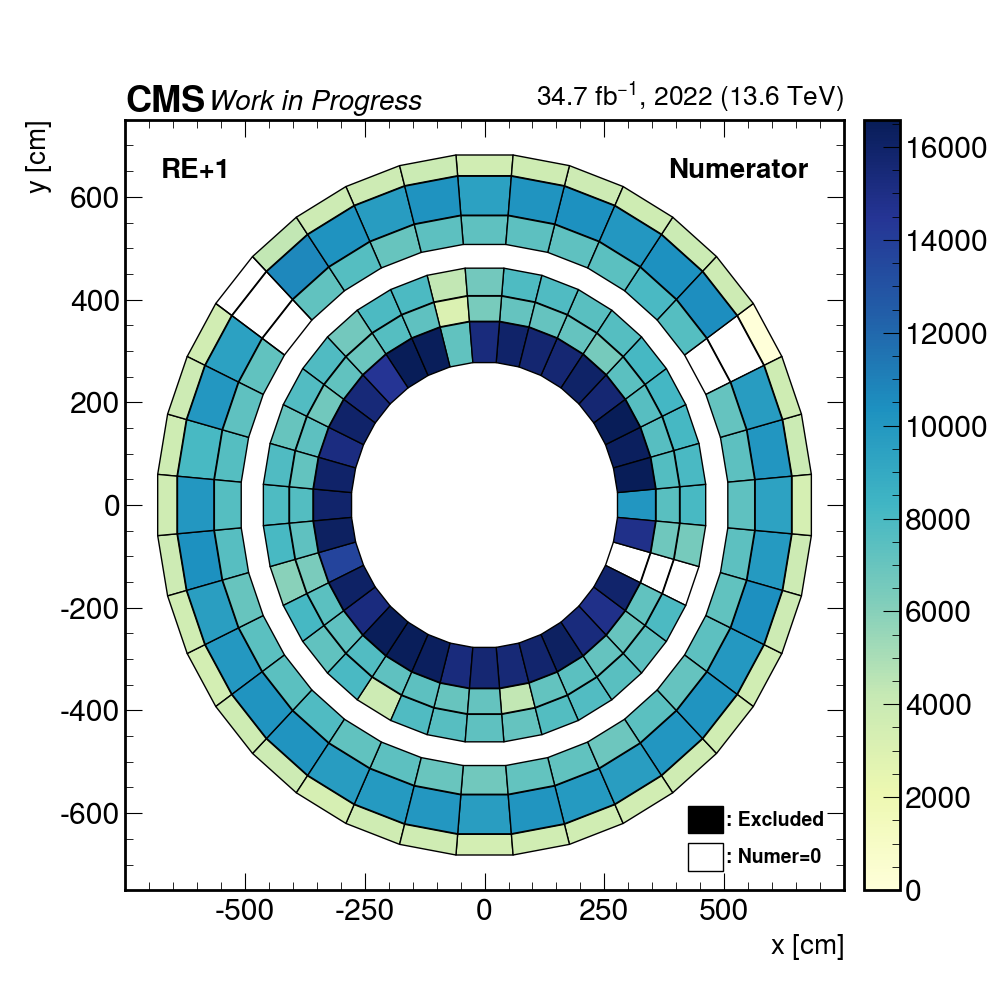 CMS Work in Progress 34.7 fb⁻¹, 2022 (13.6 TeV)
y [cm]
RE+1 Numerator
600
400
200
0
-200
-400
-600
-500 -250 0 250 500
x [cm]
: Excluded
: Numer=0
16000
14000
12000
10000
8000
6000
4000
2000
0